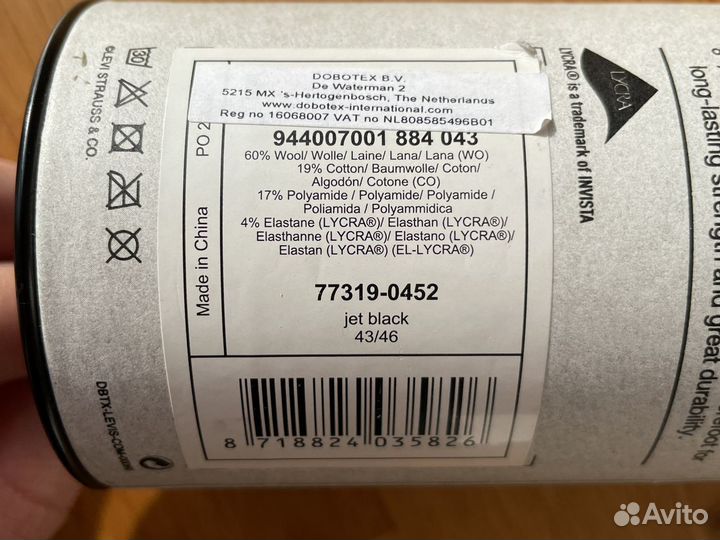 DOBOTEX B.V.
De Waterman 2
5215 MX 's-Hertogenbosch, The Netherlands
www.dobotex-international.com
Reg no 16068007 VAT no NL808585496B01
PO 2
Made in China
944007001 884 043
60% Wool/ Wolle/ Laine/ Lana/ Lana (WO)
19% Cotton/ Baumwolle/ Coton/
Algodón/ Cotone (CO)
17% Polyamide / Polyamide/ Polyamide /
Poliamida / Polyammidica
4% Elastane (LYCRA®)/ Elasthan (LYCRA®)/
Elasthanne (LYCRA®)/ Elastano (LYCRA®)/
Elastan (LYCRA®) (EL-LYCRA®)
77319-0452
jet black
43/46
8 718824 035826
30
©LEVI STRAUSS & CO.
LYCRA
LYCRA® is a trademark of INVISTA
long-lasting strength and great durability.
Avito